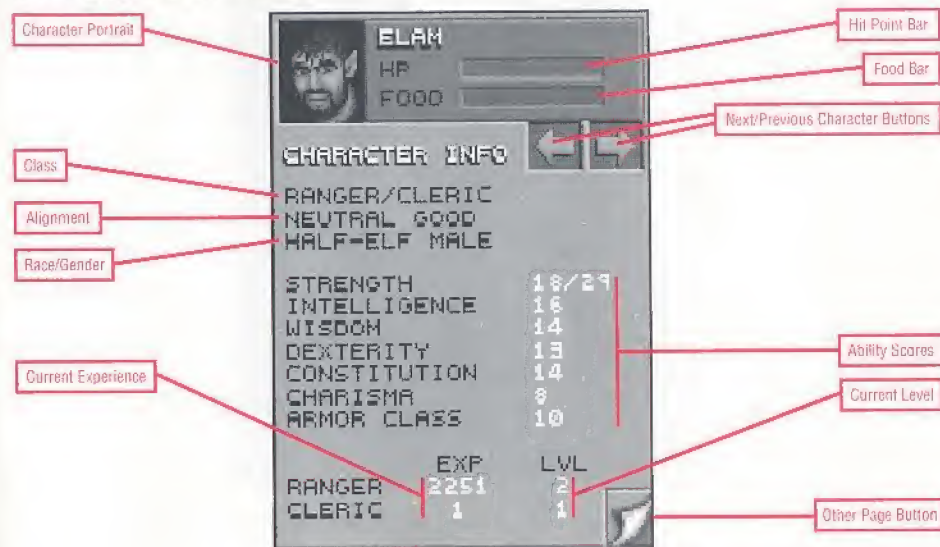 Character Portrait
Class
Alignment
Race/Gender
Current Experience
ELAM
HP
FOOD
CHARACTER INFO
RANGER/CLERIC
NEUTRAL GOOD
HALF-ELF MALE
STRENGTH 18/29
INTELLIGENCE 16
WISDOM 14
DEXTERITY 13
CONSTITUTION 14
CHARISMA 8
ARMOR CLASS 10
EXP LVL
RANGER 2251 2
CLERIC 1 1
Hit Point Bar
Food Bar
Next/Previous Character Buttons
Ability Scores
Current Level
Other Page Button